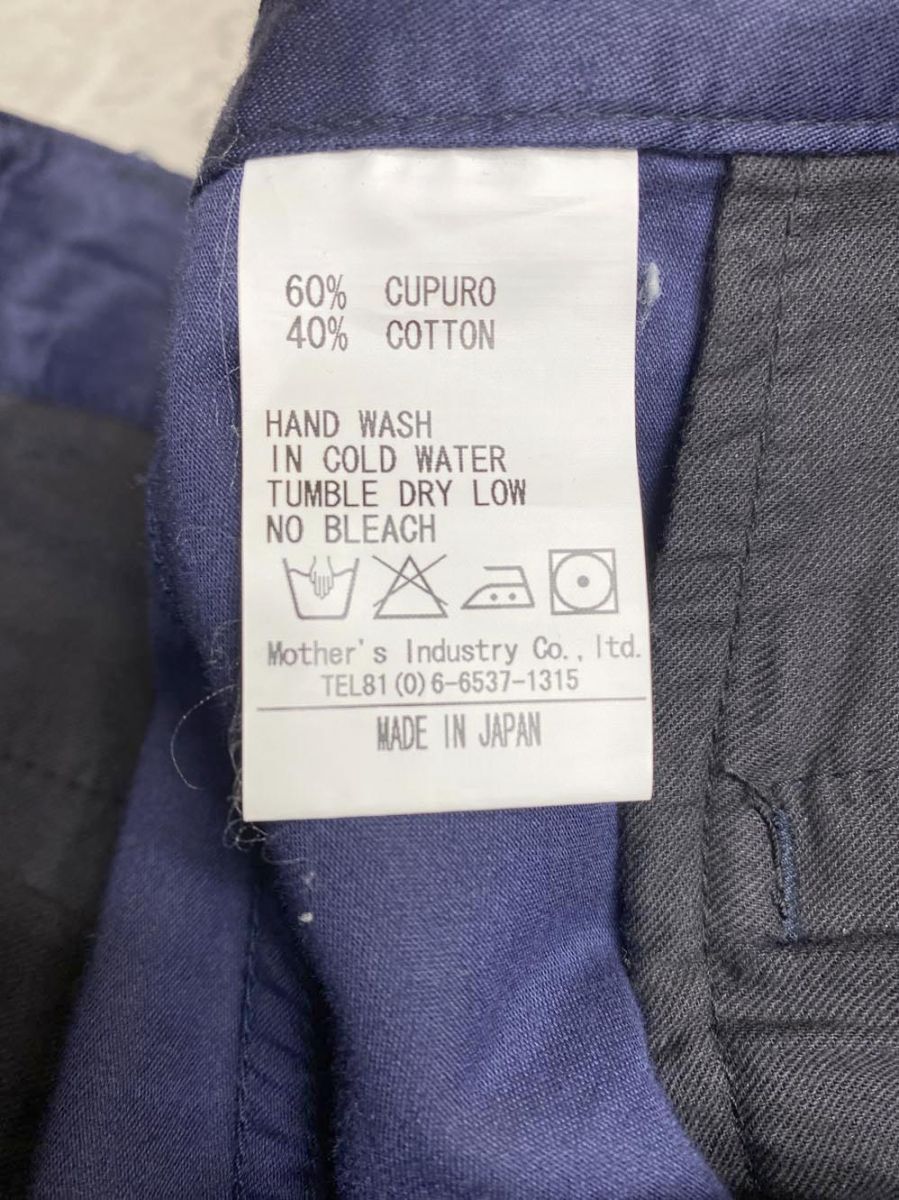 60% CUPURO
40% COTTON
HAND WASH
IN COLD WATER
TUMBLE DRY LOW
NO BLEACH
Mother's Industry Co., ltd.
TEL81(0)6-6537-1315
MADE IN JAPAN